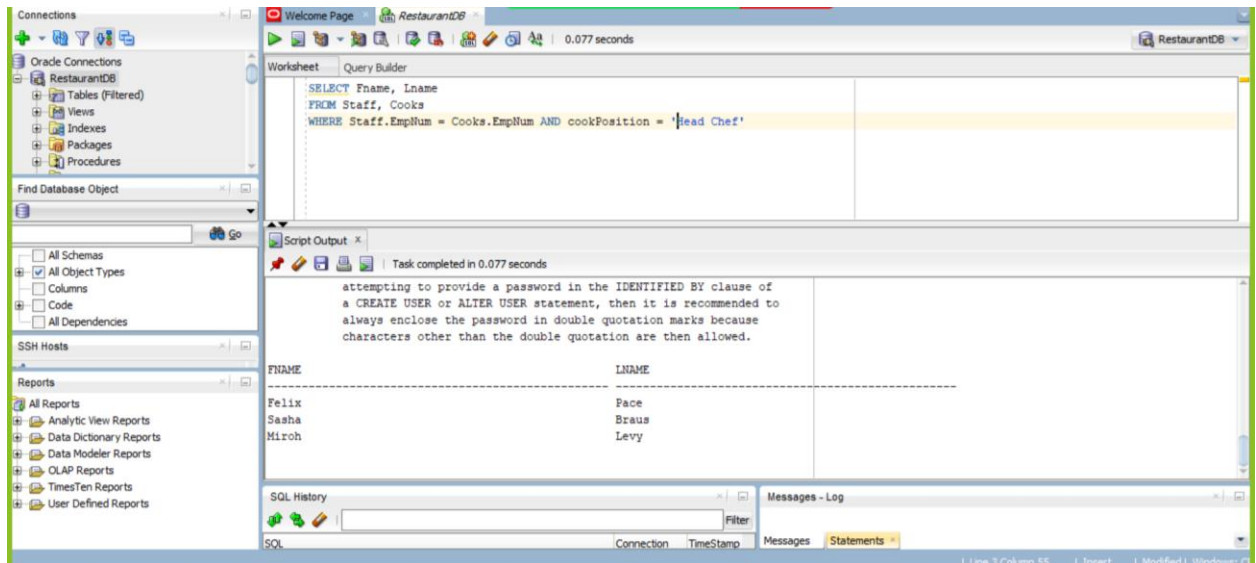 Connections
Oracle Connections
RestaurantDB
Tables (Filtered)
Views
Indexes
Packages
Procedures
Find Database Object
Go
All Schemas
All Object Types
Columns
Code
All Dependencies
SSH Hosts
Reports
All Reports
Analytic View Reports
Data Dictionary Reports
Data Modeler Reports
OLAP Reports
TimesTen Reports
User Defined Reports
Welcome Page
RestaurantDB
0.077 seconds
RestaurantDB
Worksheet Query Builder
SELECT Fname, Lname
FROM Staff, Cooks
WHERE Staff.EmpNum = Cooks.EmpNum AND cookPosition = 'Head Chef'
Script Output
Task completed in 0.077 seconds
attempting to provide a password in the IDENTIFIED BY clause of
a CREATE USER or ALTER USER statement, then it is recommended to
always enclose the password in double quotation marks because
characters other than the double quotation are then allowed.
FNAME LNAME
Felix Pace
Sasha Braus
Miroh Levy
SQL History
Filter
SQL Connection TimeStamp
Messages - Log
Messages Statements
Line 3 Column 55 | Insert | Modified | Windows: C